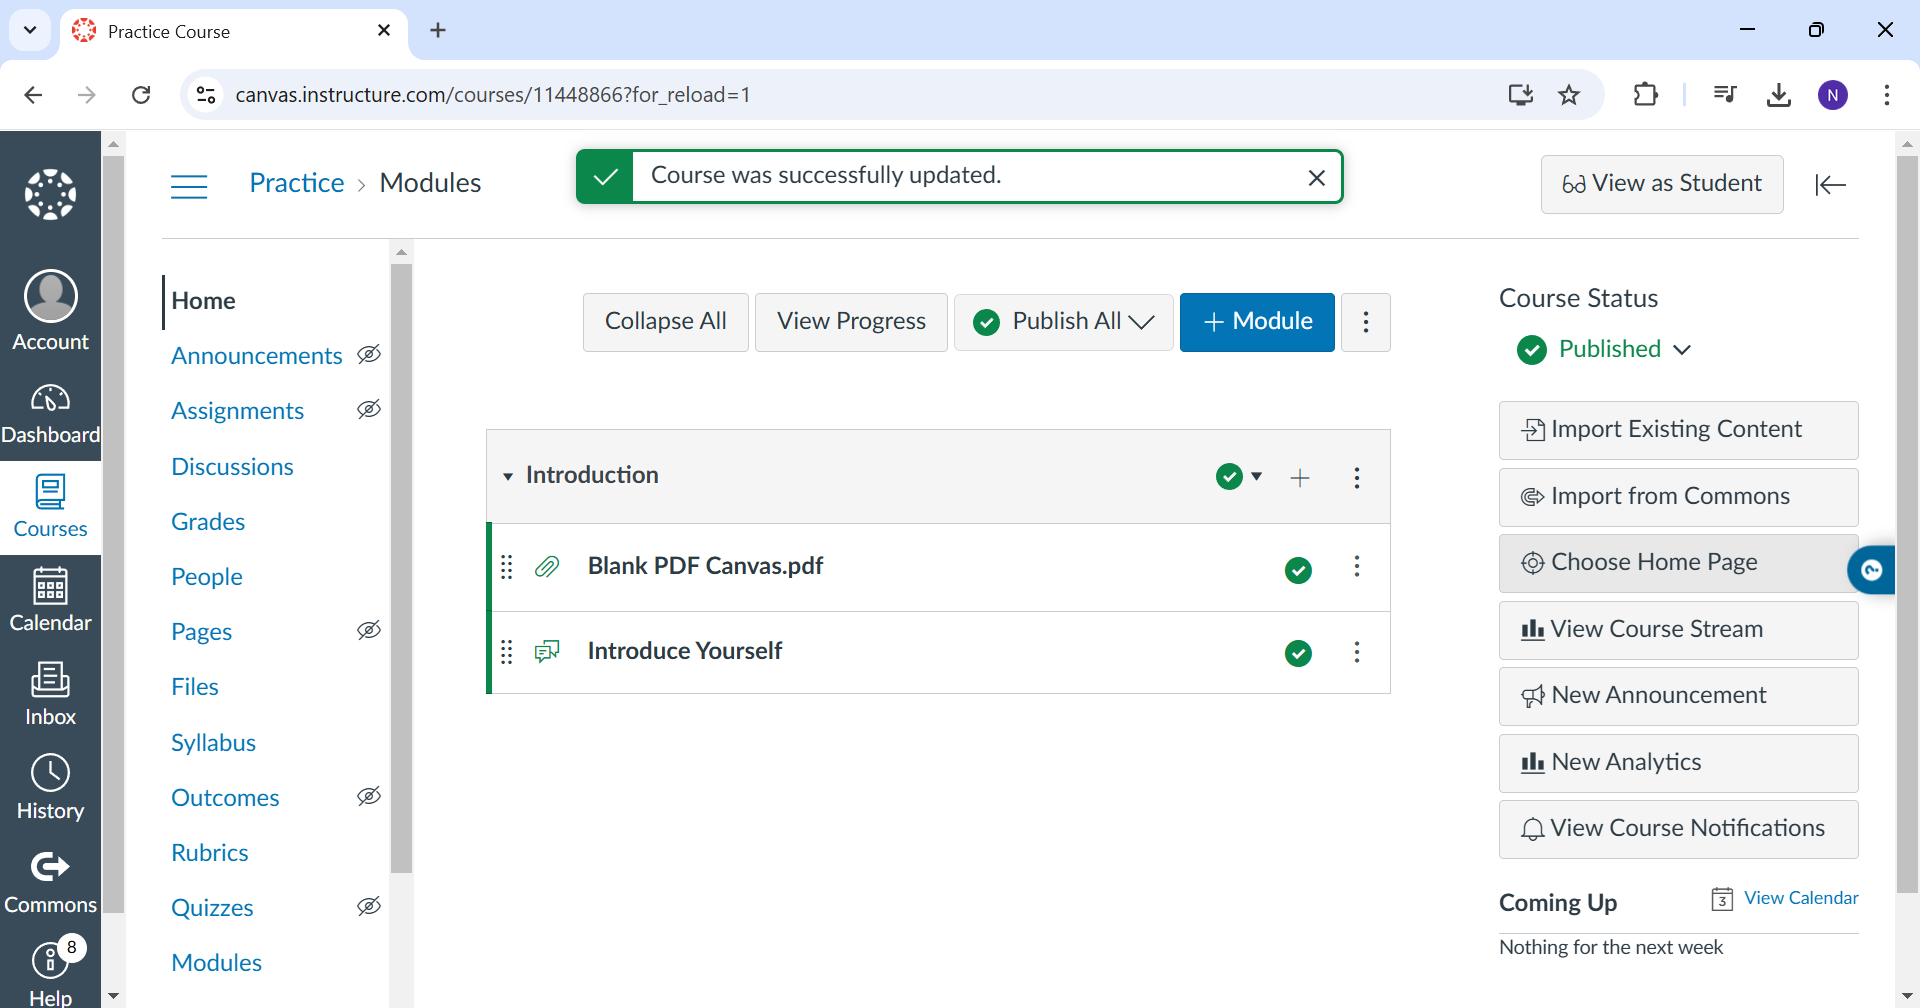 Practice Course
canvas.instructure.com/courses/11448866?for_reload=1
N
Practice › Modules
Course was successfully updated.
View as Student
Account
Dashboard
Courses
Calendar
Inbox
History
Commons
8
Help
Home
Announcements
Assignments
Discussions
Grades
People
Pages
Files
Syllabus
Outcomes
Rubrics
Quizzes
Modules
Collapse All
View Progress
Publish All
+ Module
Introduction
Blank PDF Canvas.pdf
Introduce Yourself
Course Status
Published
Import Existing Content
Import from Commons
Choose Home Page
View Course Stream
New Announcement
New Analytics
View Course Notifications
Coming Up
3 View Calendar
Nothing for the next week